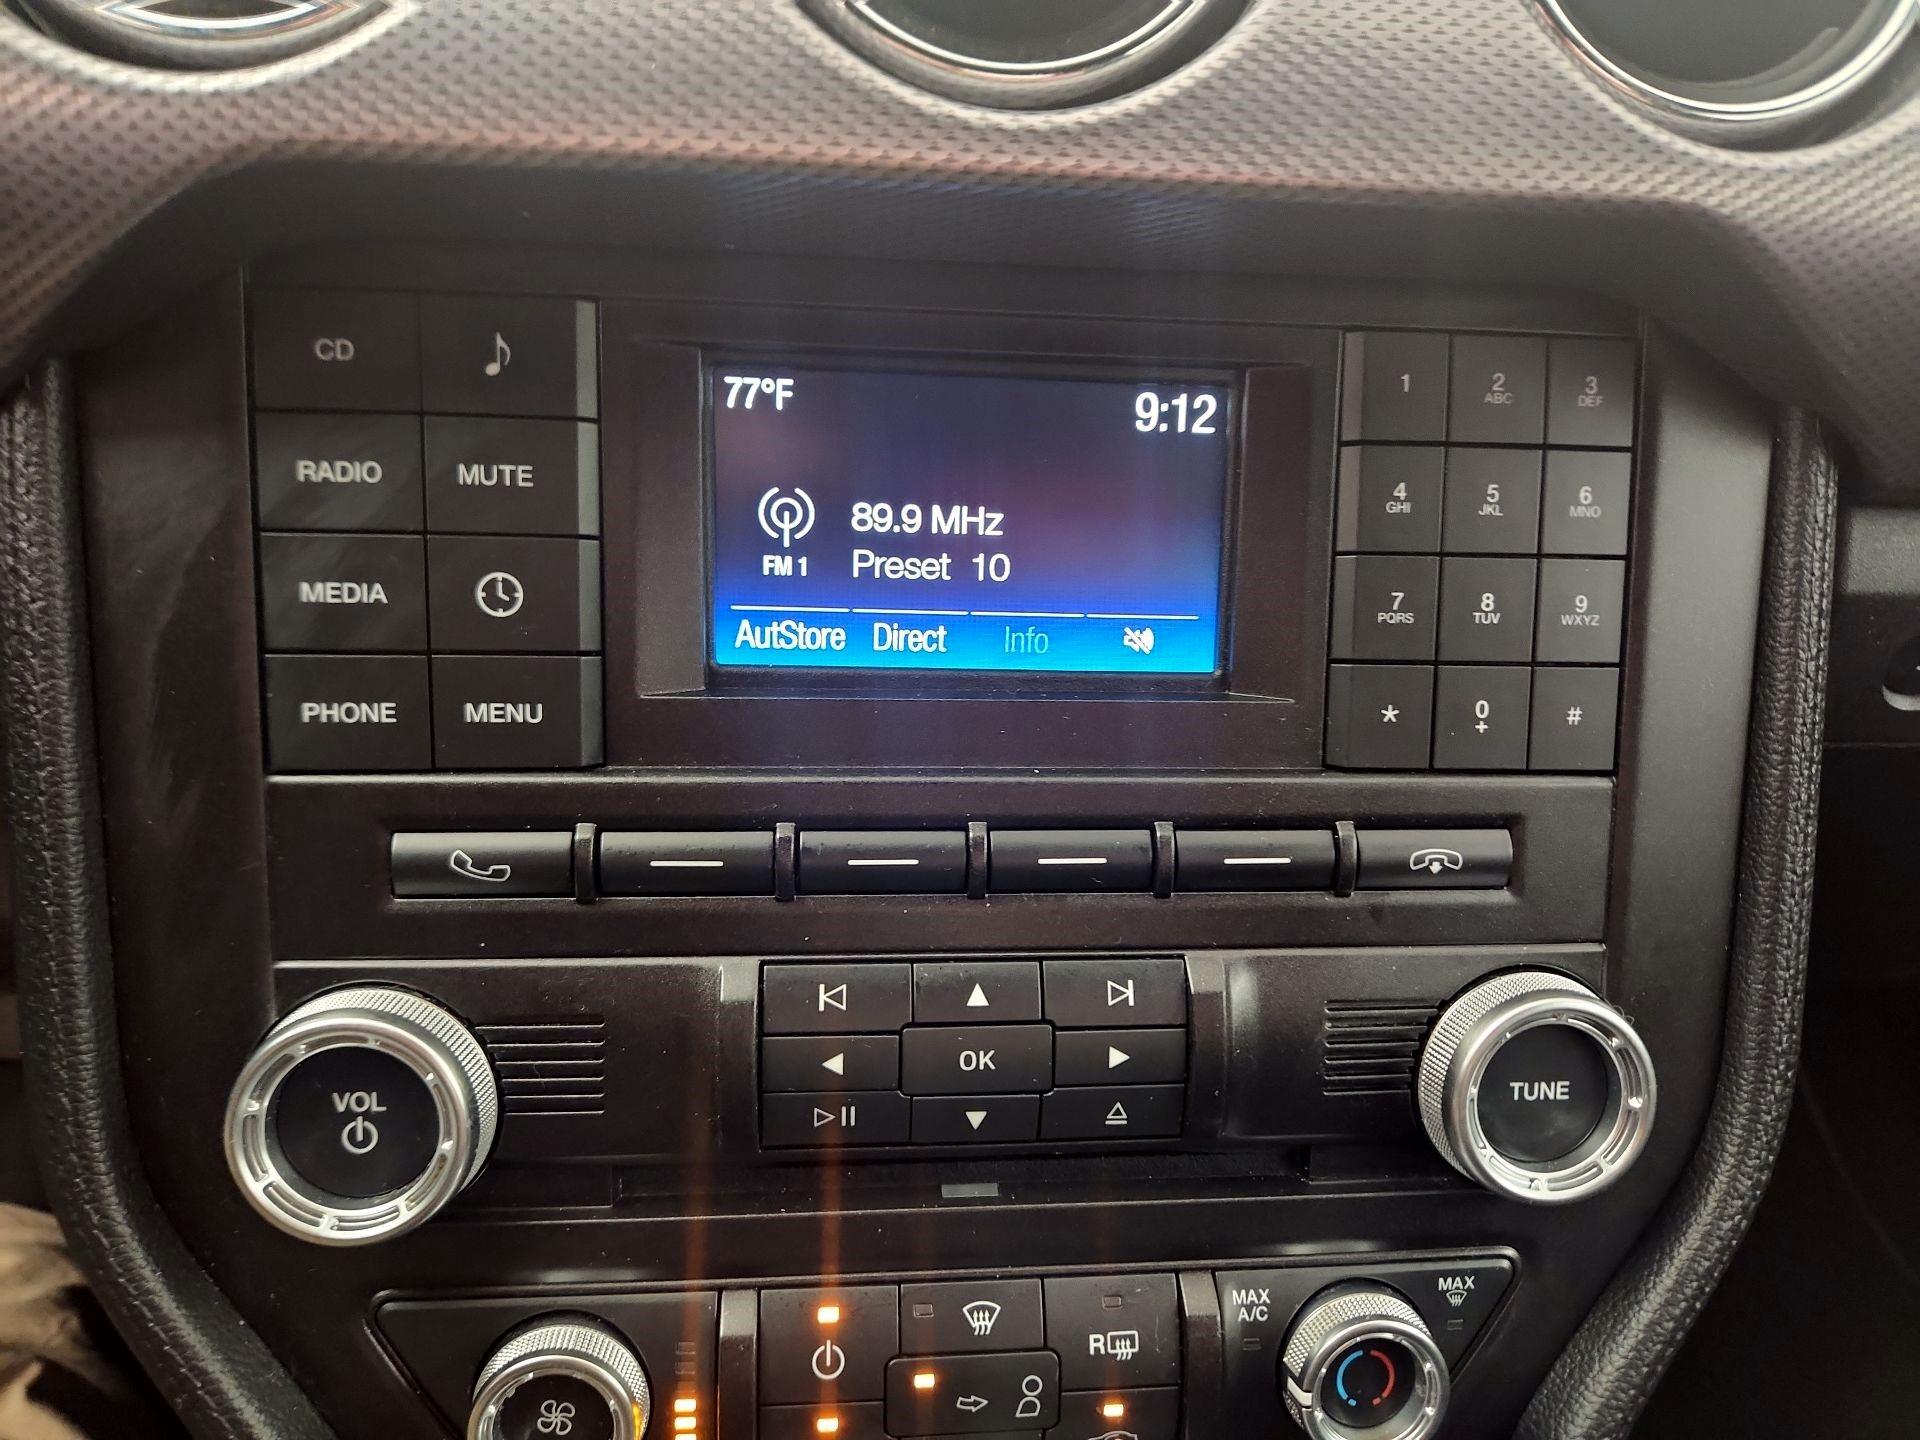 CD
RADIO
MUTE
MEDIA
PHONE
MENU
77°F
9:12
89.9 MHz
FM 1
Preset 10
AutStore Direct Info
1
2
ABC
3
DEF
4
GHI
5
JKL
6
MNO
7
PQRS
8
TUV
9
WXYZ
*
0
+
#
OK
VOL
TUNE
MAX
A/C
MAX
R